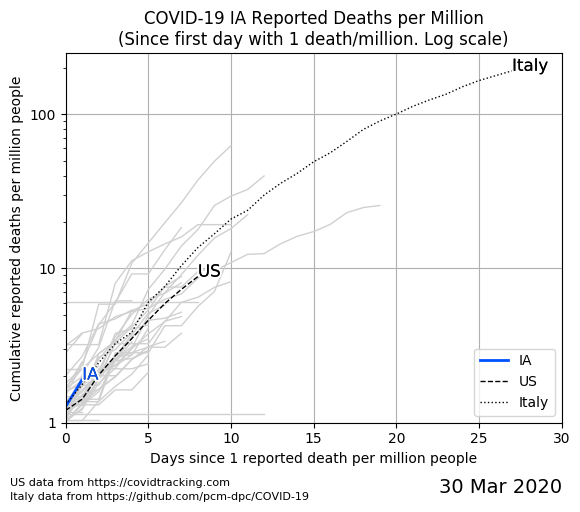 COVID-19 IA Reported Deaths per Million
(Since first day with 1 death/million. Log scale)
Cumulative reported deaths per million people
100
10
1
Italy
US
IA
IA
US
Italy
0
5
10
15
20
25
30
Days since 1 reported death per million people
US data from https://covidtracking.com
Italy data from https://github.com/pcm-dpc/COVID-19
30 Mar 2020